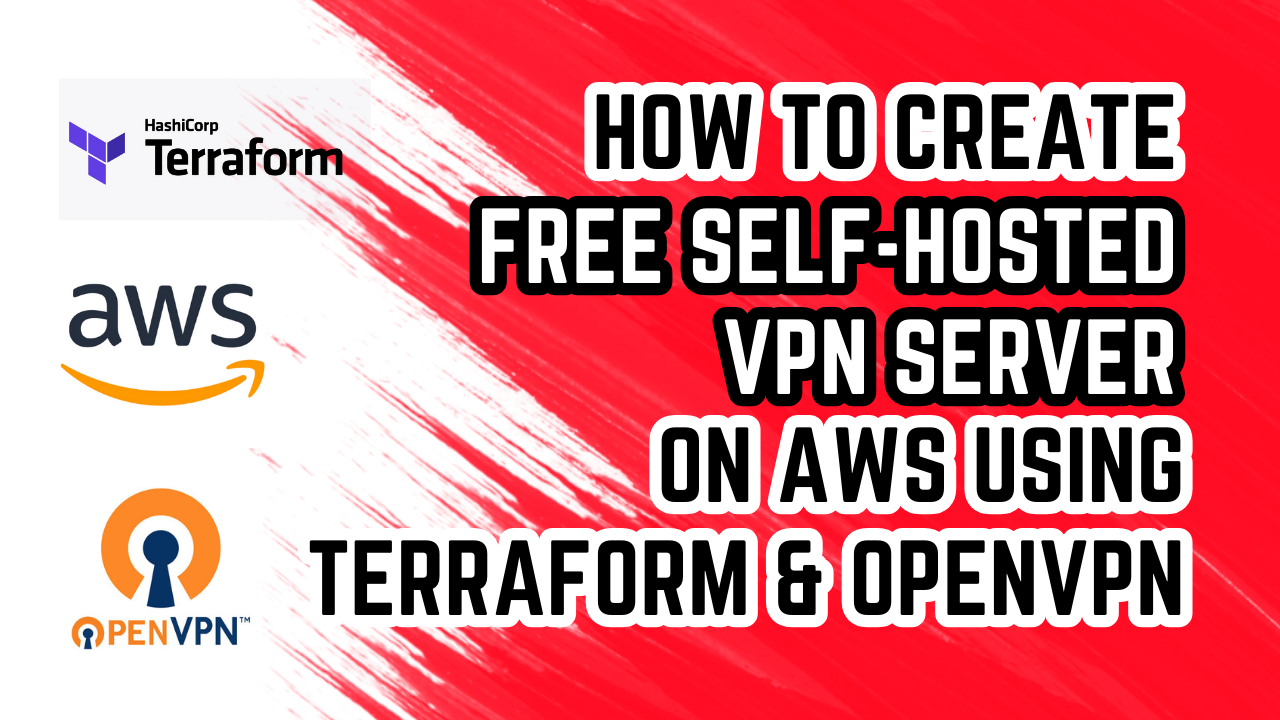 HashiCorp
Terraform
aws
OPENVPN™
HOW TO CREATE
FREE SELF-HOSTED
VPN SERVER
ON AWS USING
TERRAFORM & OPENVPN